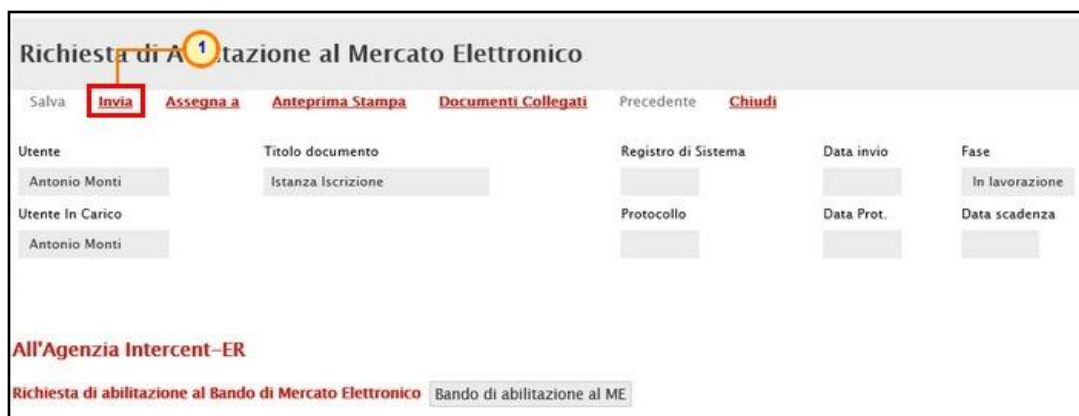 Richiesta di A 1 tazione al Mercato Elettronico
Salva Invia Assegna a Anteprima Stampa Documenti Collegati Precedente Chiudi
Utente Titolo documento Registro di Sistema Data invio Fase
Antonio Monti Istanza Iscrizione In lavorazione
Utente In Carico Protocollo Data Prot. Data scadenza
Antonio Monti
All'Agenzia Intercent-ER
Richiesta di abilitazione al Bando di Mercato Elettronico Bando di abilitazione al ME